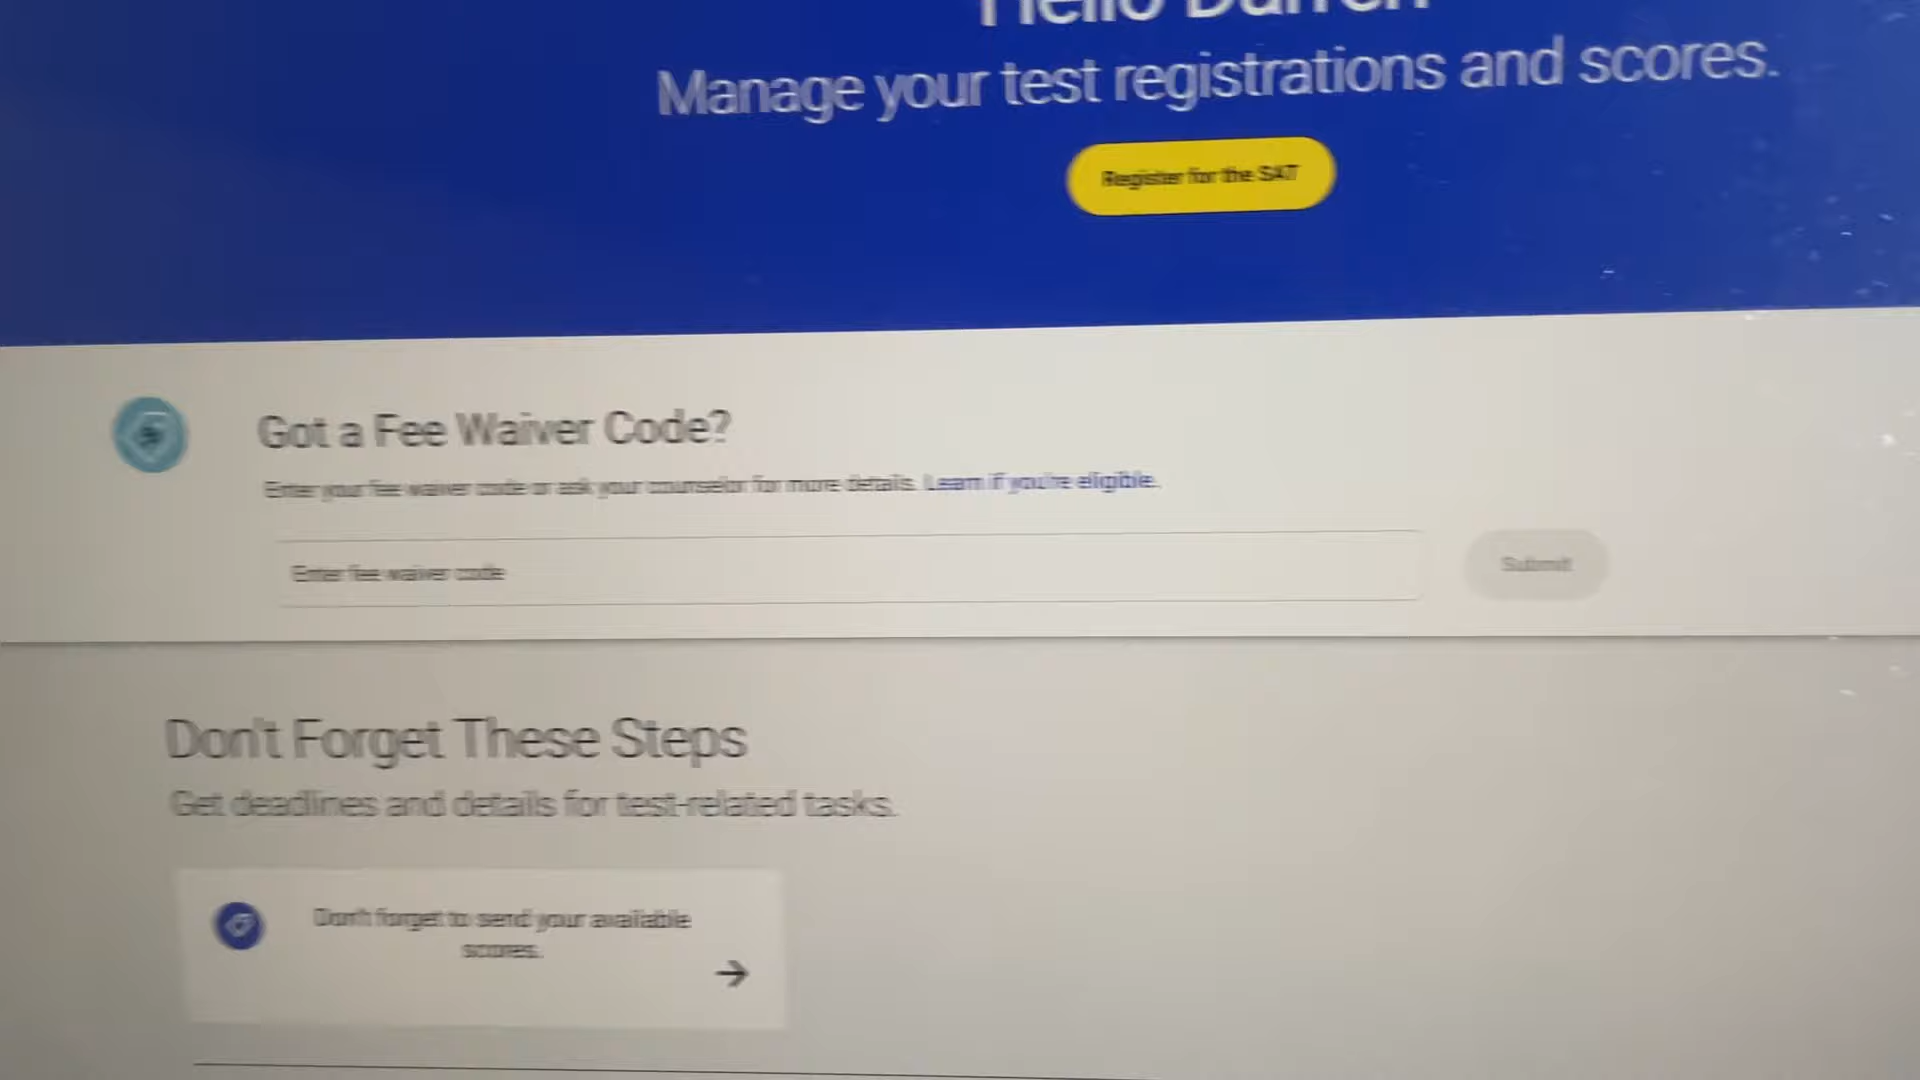 Hello Darren
Manage your test registrations and scores.
Register for the SAT
Got a Fee Waiver Code?
Enter your fee waiver code or ask your counselor for more details. Learn if you're eligible.
Enter fee waiver code
Submit
Don't Forget These Steps
Get deadlines and details for test-related tasks.
Don't forget to send your available
scores.